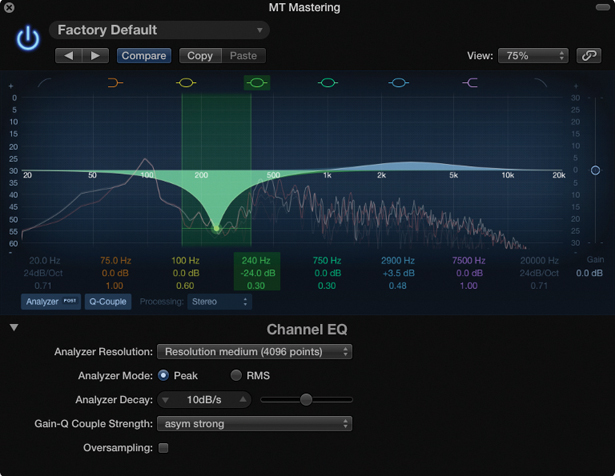 MT Mastering
Factory Default
Compare Copy Paste View: 75%
+ +
0 30
5 25
10 20
15 15
20 10
25 5
30 20 50 100 200 500 1k 2k 5k 10k 20k 0
35 5
40 10
45 15
50 20
55 25
60 30
- -
20.0 Hz 75.0 Hz 100 Hz 240 Hz 750 Hz 2900 Hz 7500 Hz 20000 Hz Gain
24dB/Oct 0.0 dB 0.0 dB -24.0 dB 0.0 dB +3.5 dB 0.0 dB 24dB/Oct 0.0 dB
0.71 1.00 0.60 0.30 0.30 0.48 1.00 0.71
Analyzer POST Q-Couple Processing: Stereo
Channel EQ
Analyzer Resolution: Resolution medium (4096 points)
Analyzer Mode: Peak RMS
Analyzer Decay: 10dB/s
Gain-Q Couple Strength: asym strong
Oversampling: